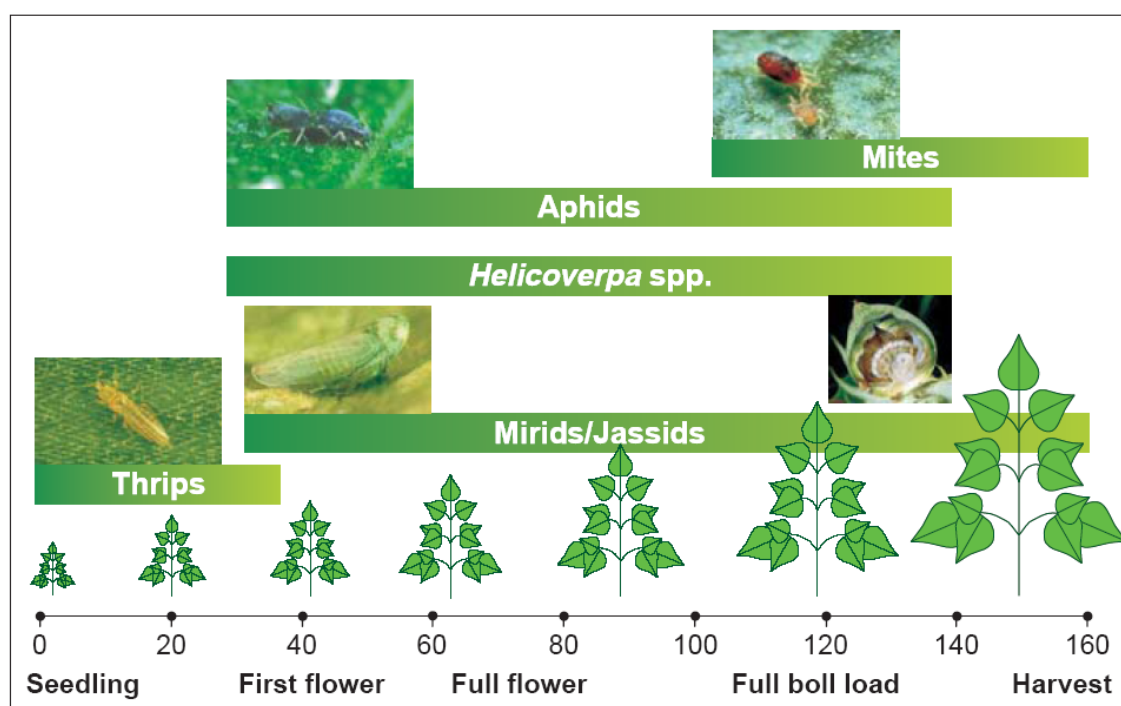 Mites
Aphids
Helicoverpa spp.
Mirids/Jassids
Thrips
0 20 40 60 80 100 120 140 160
Seedling First flower Full flower Full boll load Harvest